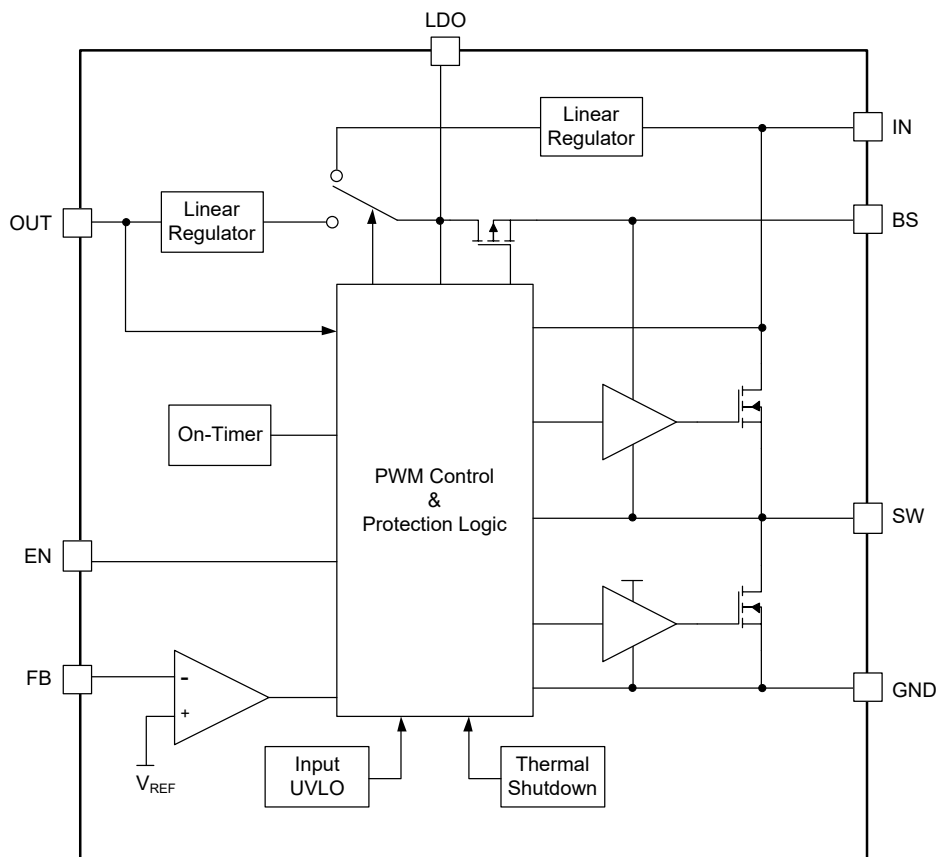 LDO
Linear
Regulator
IN
OUT
Linear
Regulator
BS
On-Timer
PWM Control
&
Protection Logic
SW
EN
FB
-
+
VREF
GND
Input
UVLO
Thermal
Shutdown